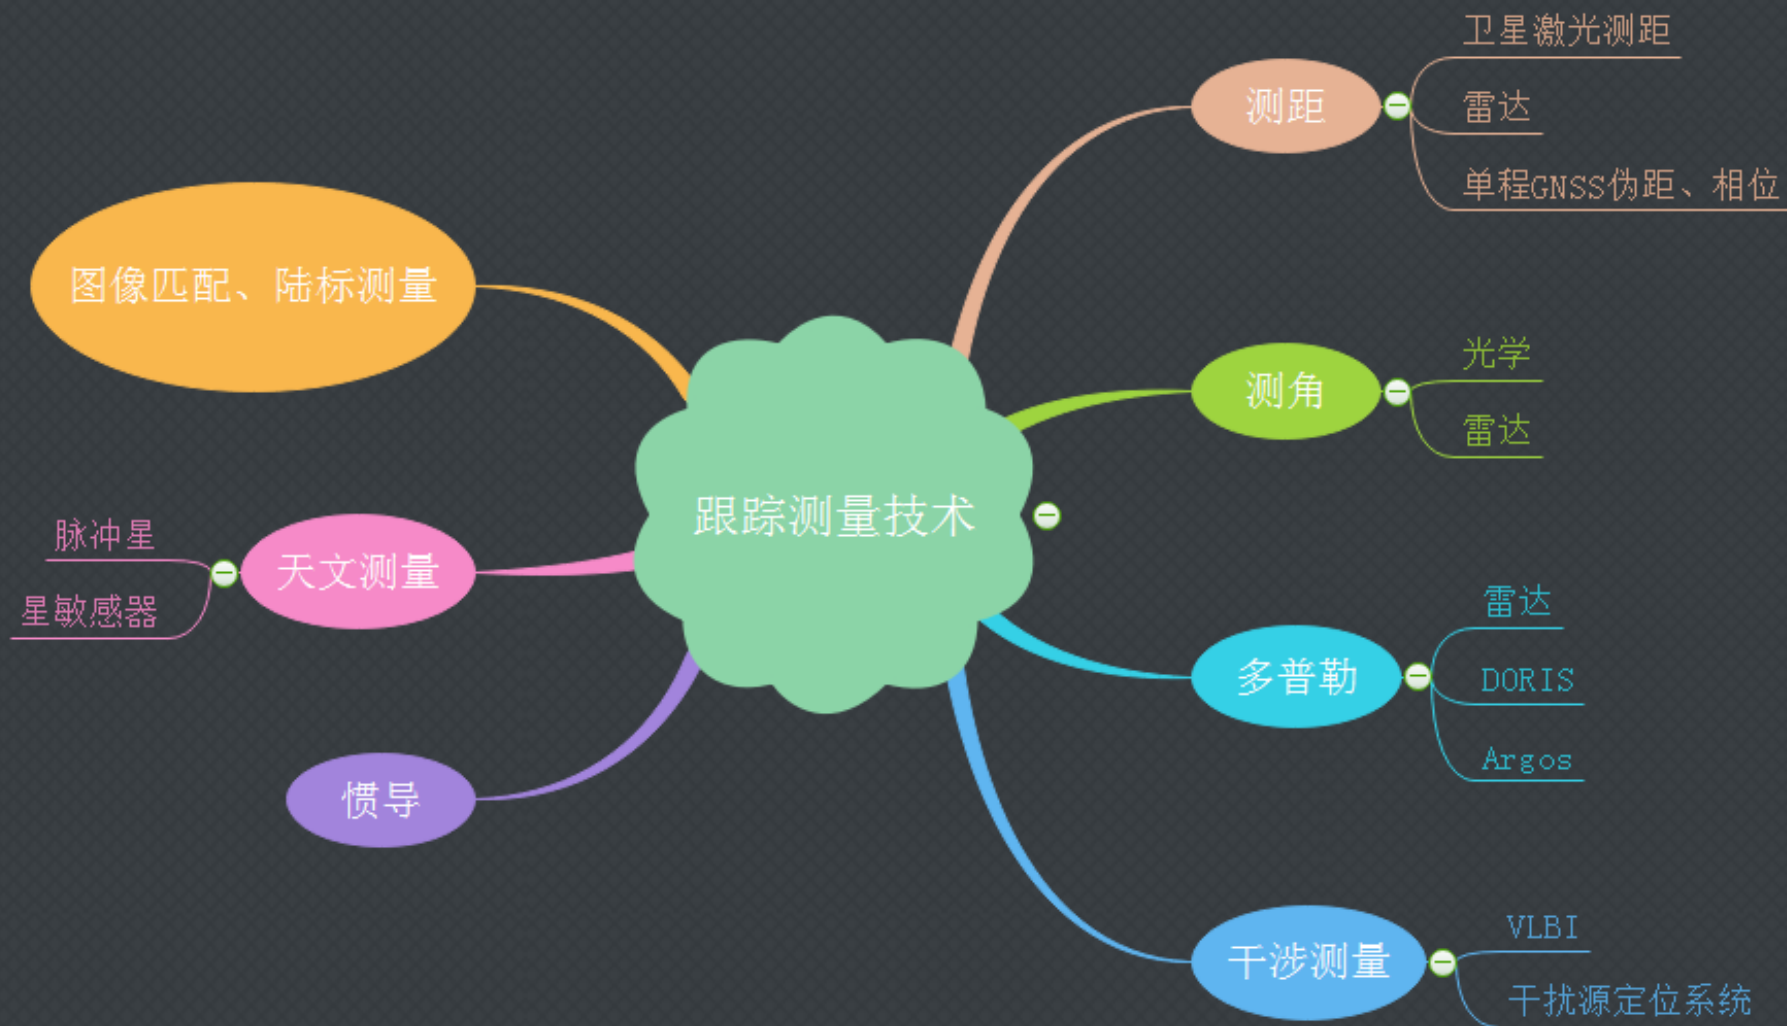 跟踪测量技术
测距
卫星激光测距
雷达
单程GNSS伪距、相位
测角
光学
雷达
多普勒
雷达
DORIS
Argos
干涉测量
VLBI
干扰源定位系统
图像匹配、陆标测量
天文测量
脉冲星
星敏感器
惯导